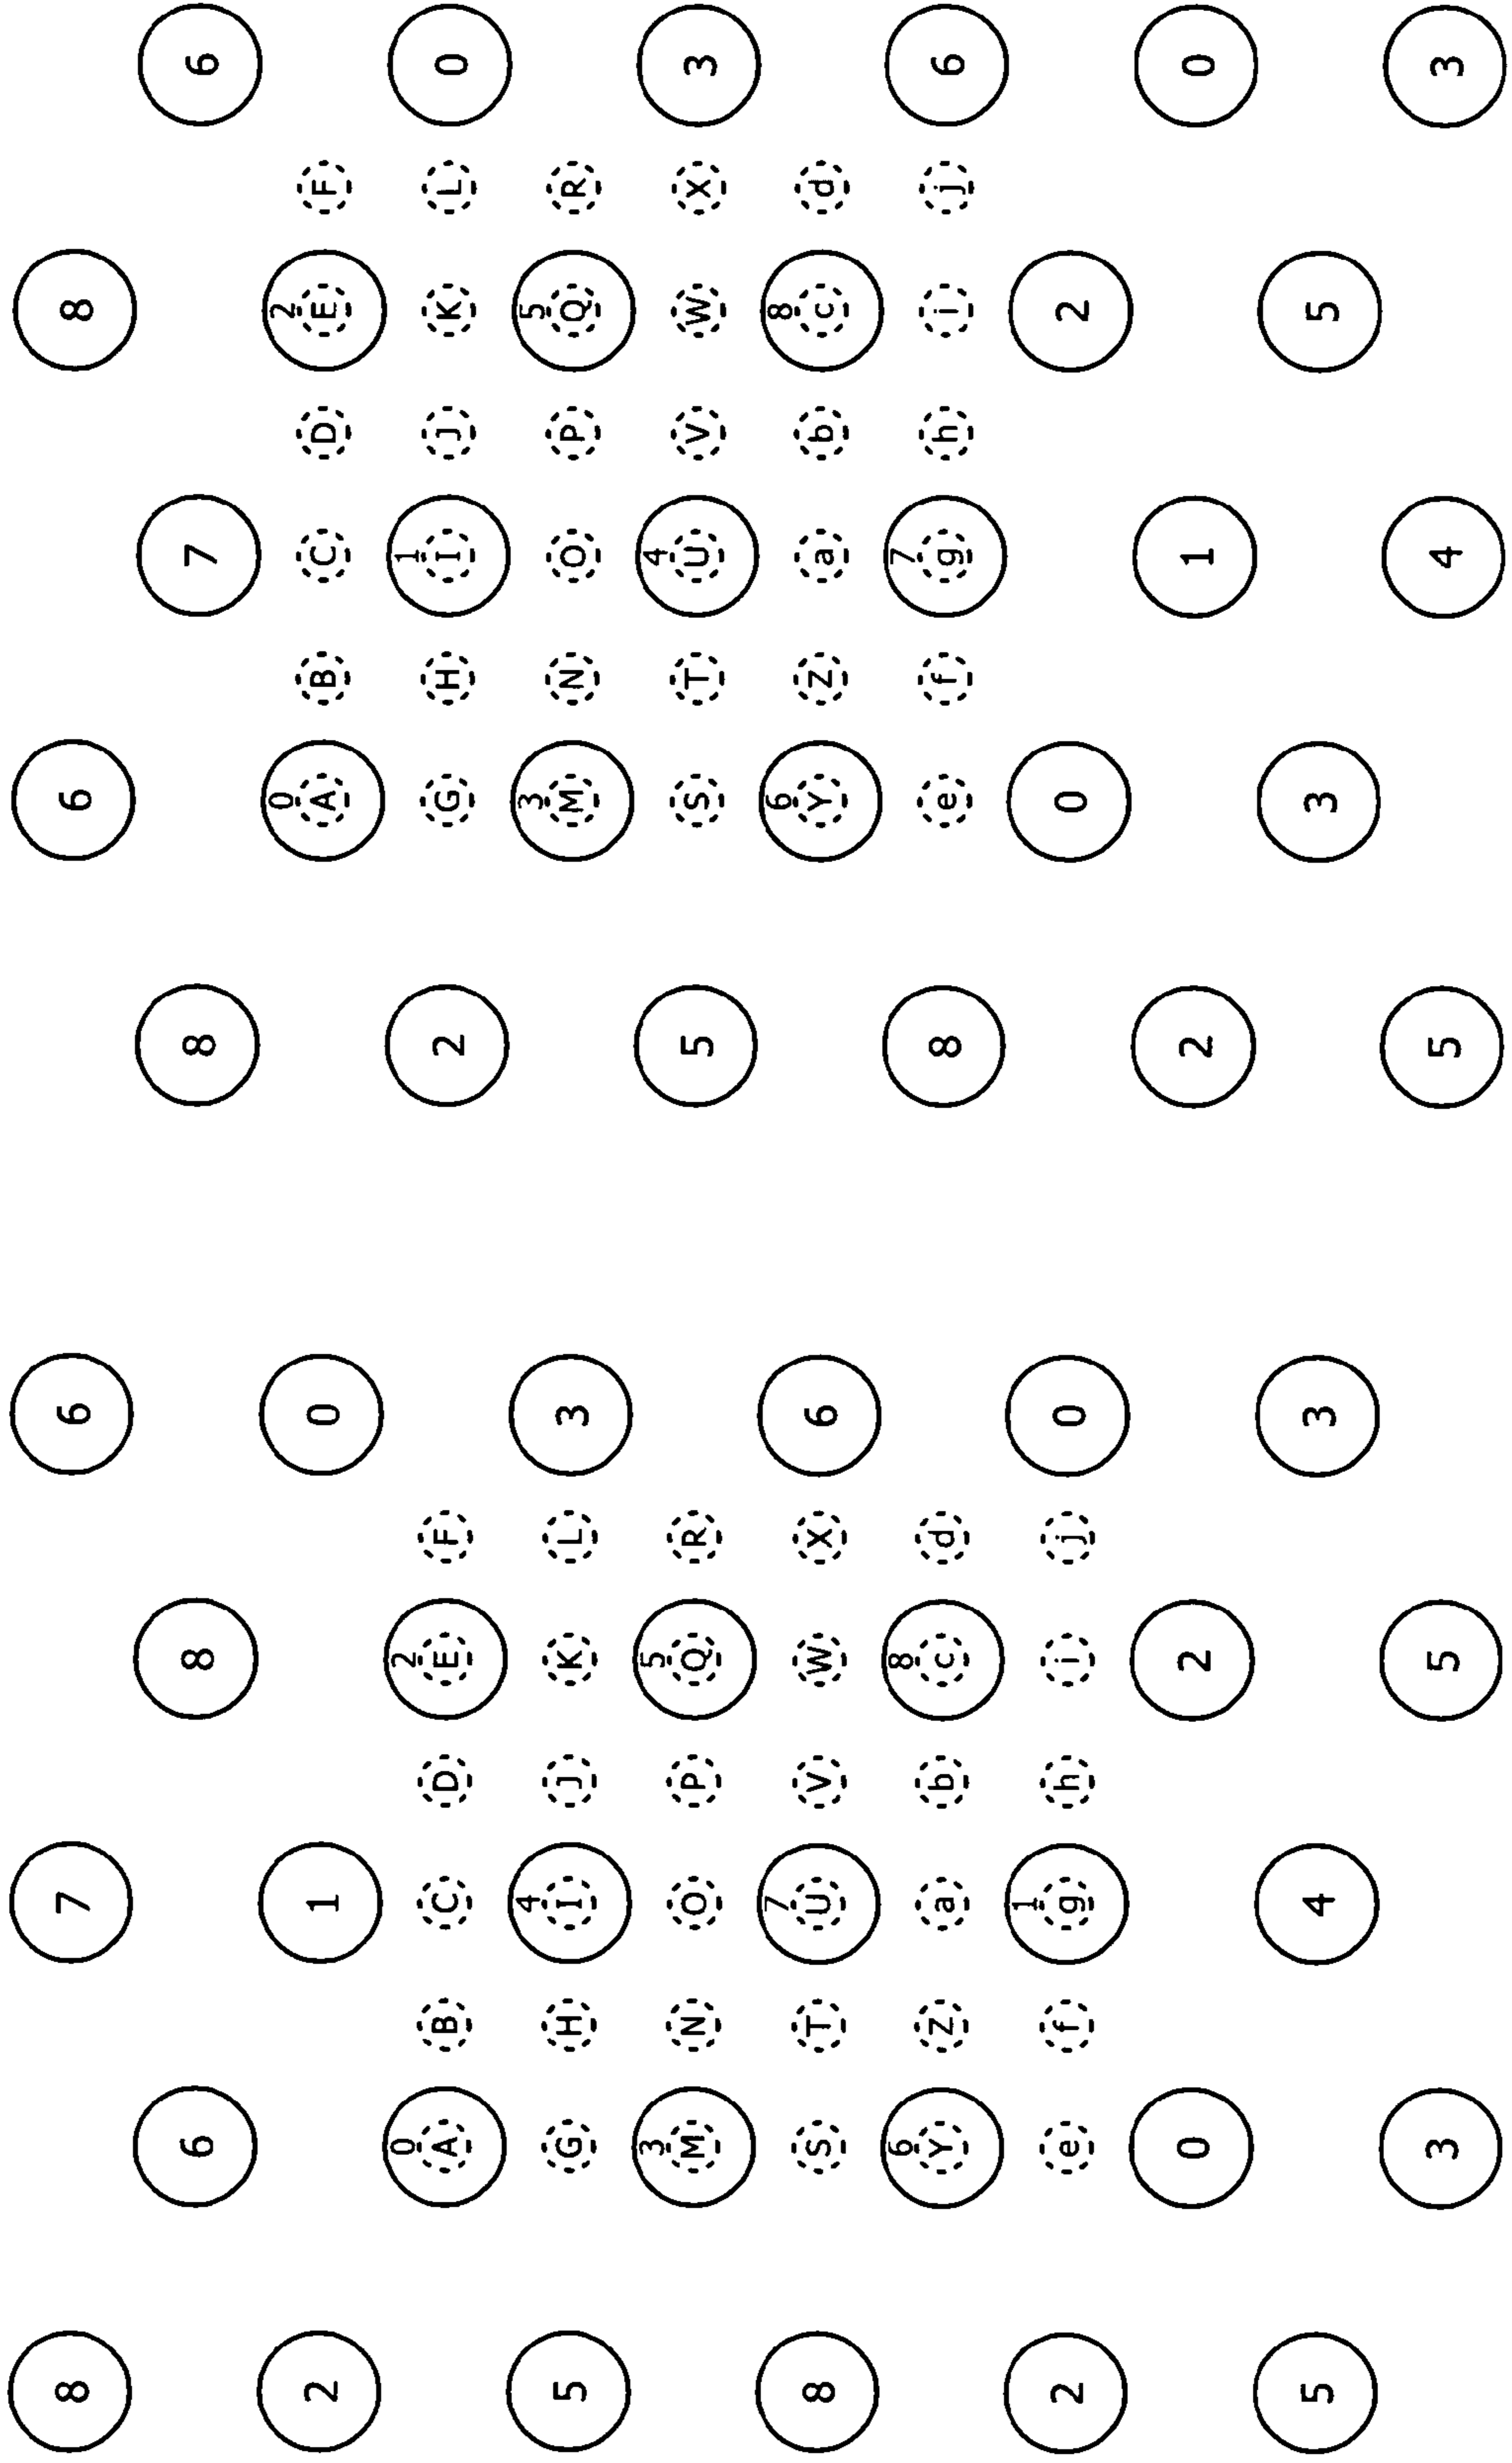 8 7 6
6 8
2 1 0
0 2
A B C D E F
4
5 G H I J K L 3
3 5
M N O P Q R
7
8 S T U V W X 6
6 8
Y Z a b c d
1
2 e f g h i j 0
0 2
5 4 3
3 5
6 8
8 7 6
0 2
A B C D E F
1
2 G H I J K L 0
3 5
M N O P Q R
4
5 S T U V W X 3
6 8
Y Z a b c d
7
8 e f g h i j 6
0 2
2 1 0
3 5
5 4 3